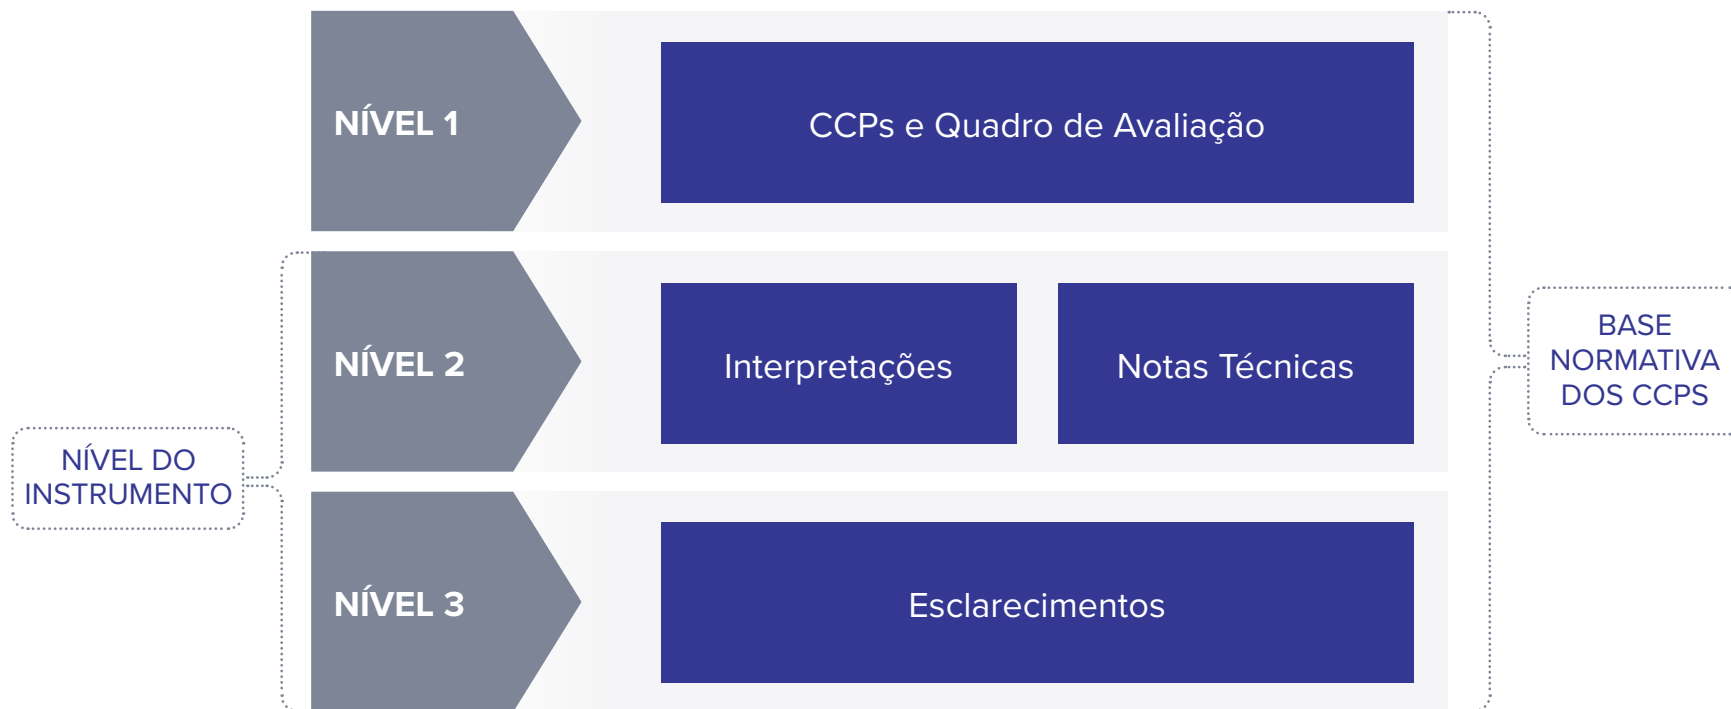 NÍVEL 1
CCPs e Quadro de Avaliação
NÍVEL 2
Interpretações
Notas Técnicas
NÍVEL 3
Esclarecimentos
NÍVEL DO
INSTRUMENTO
BASE
NORMATIVA
DOS CCPS